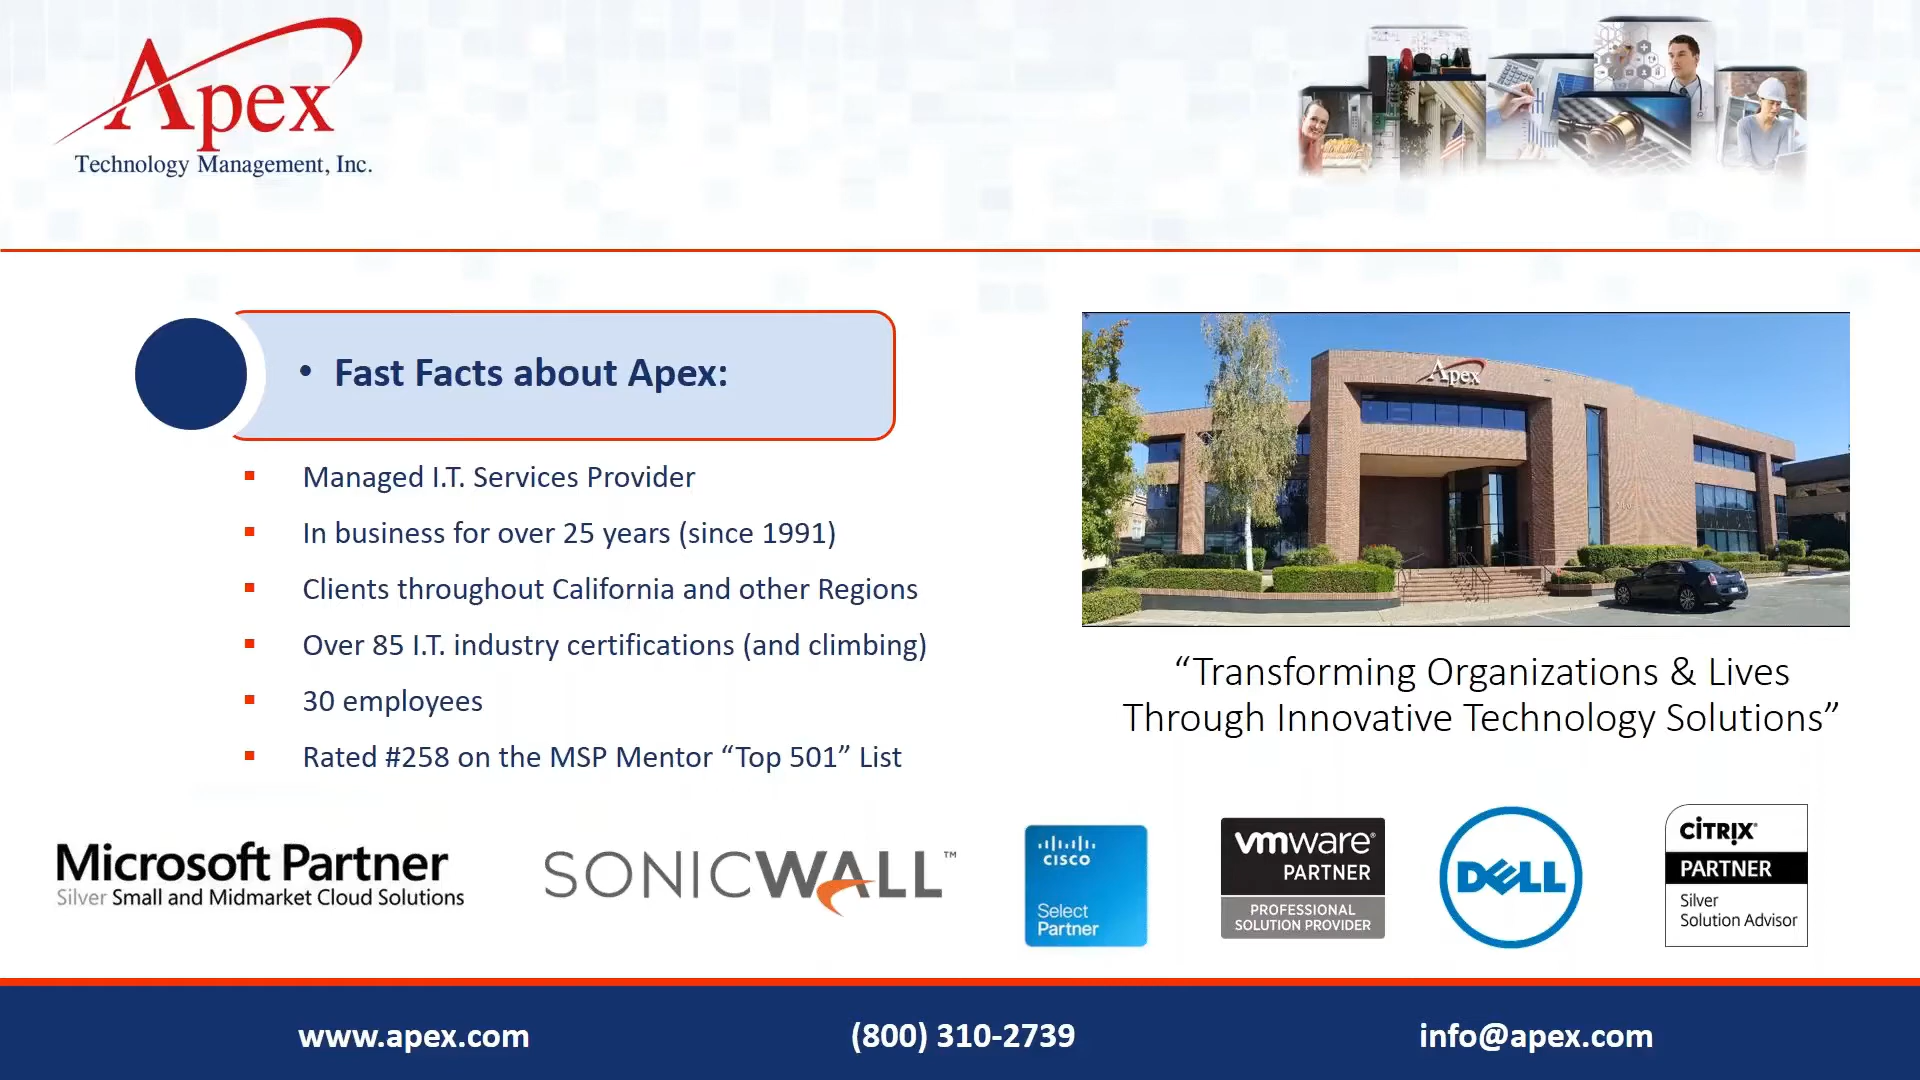 Apex
Technology Management, Inc.
• Fast Facts about Apex:
▪ Managed I.T. Services Provider
▪ In business for over 25 years (since 1991)
▪ Clients throughout California and other Regions
▪ Over 85 I.T. industry certifications (and climbing)
▪ 30 employees
▪ Rated #258 on the MSP Mentor “Top 501” List
Apex
“Transforming Organizations & Lives
Through Innovative Technology Solutions”
Microsoft Partner
Silver Small and Midmarket Cloud Solutions
SONICWALL™
CISCO
Select
Partner
vmware®
PARTNER
PROFESSIONAL
SOLUTION PROVIDER
DELL
CITRIX®
PARTNER
Silver
Solution Advisor
www.apex.com
(800) 310-2739
info@apex.com